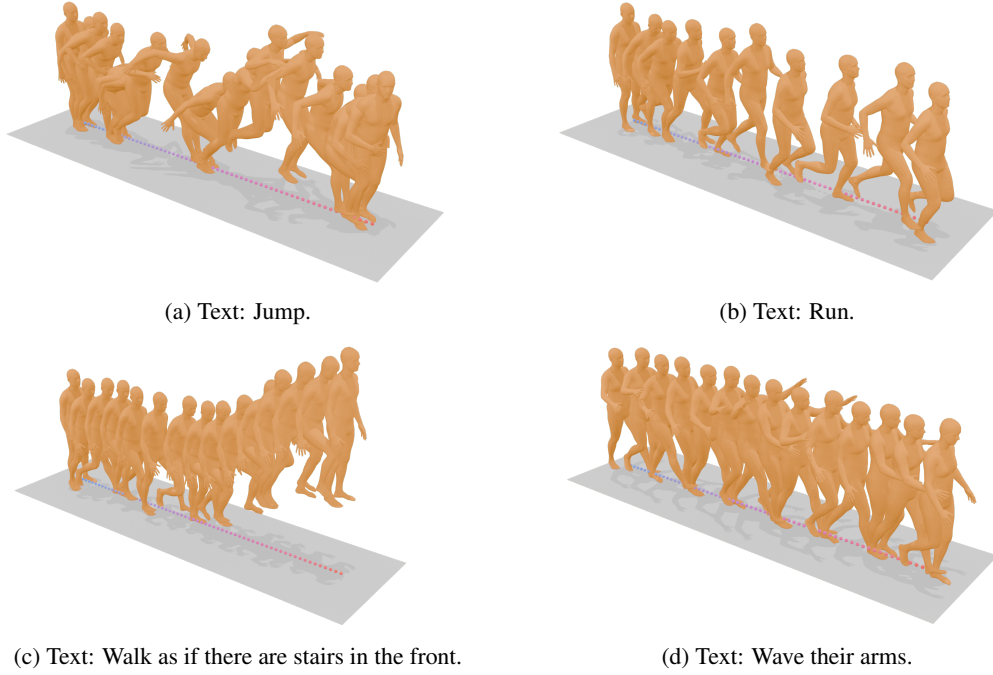 (a) Text: Jump.
(b) Text: Run.
(c) Text: Walk as if there are stairs in the front.
(d) Text: Wave their arms.